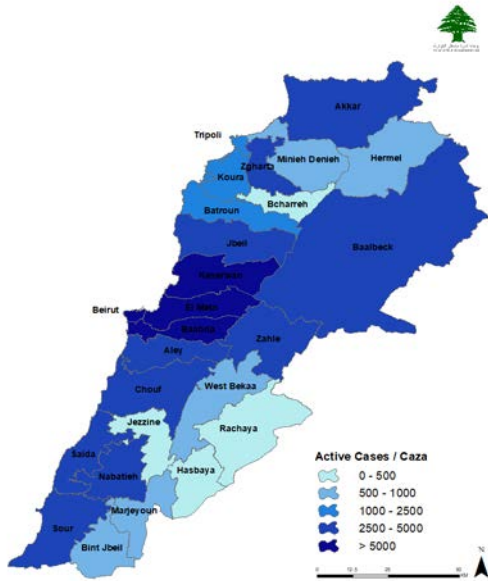 Akkar
Tripoli
Zgharta
Minieh Denieh
Hermel
Koura
Bcharreh
Batroun
Jbeil
Baalbeck
Kesrwan
Beirut
El Metn
Baabda
Aley
Zahle
Chouf
West Bekaa
Jezzine
Rachaya
Saida
Nabatieh
Hasbaya
Marjeyoun
Sour
Bint Jbeil
Active Cases / Caza
0 - 500
500 - 1000
1000 - 2500
2500 - 5000
> 5000
N